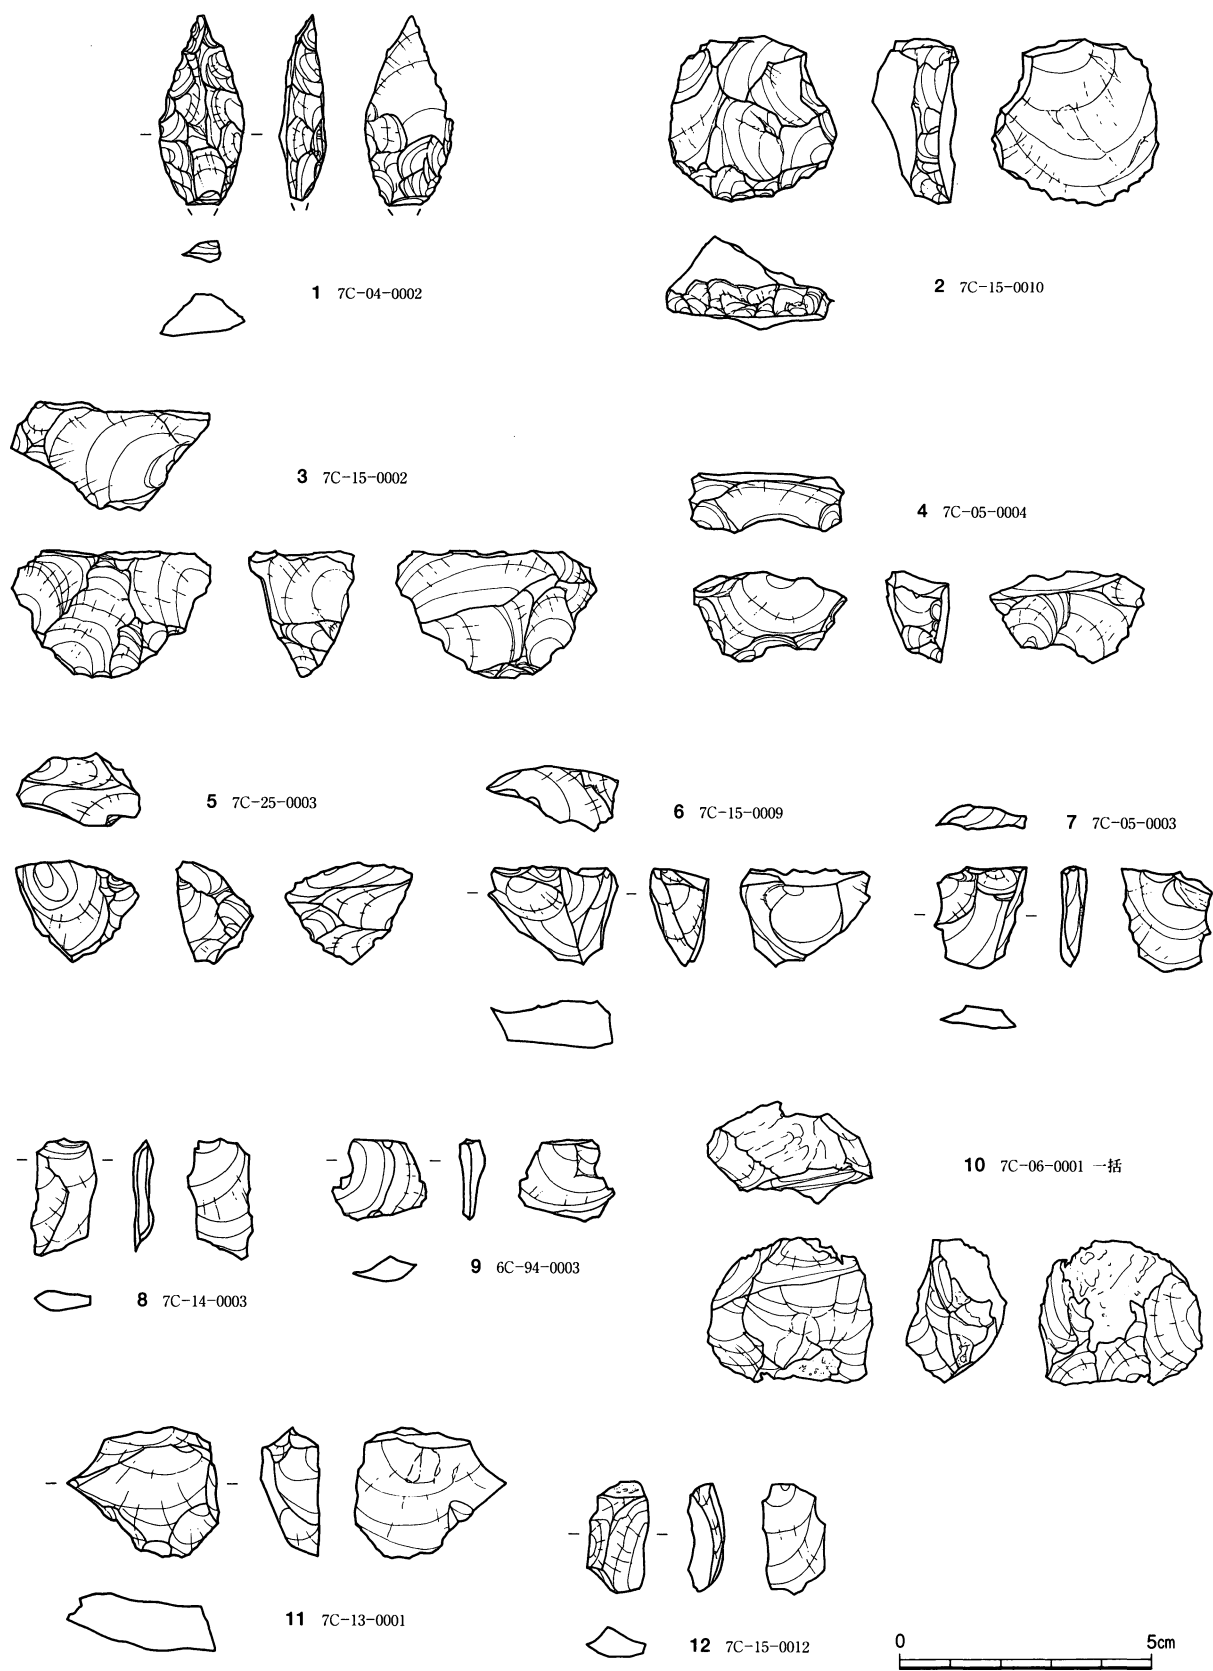 1 7C-04-0002
2 7C-15-0010
3 7C-15-0002
4 7C-05-0004
5 7C-25-0003
6 7C-15-0009
7 7C-05-0003
8 7C-14-0003
9 6C-94-0003
10 7C-06-0001 一括
11 7C-13-0001
12 7C-15-0012
0 5cm